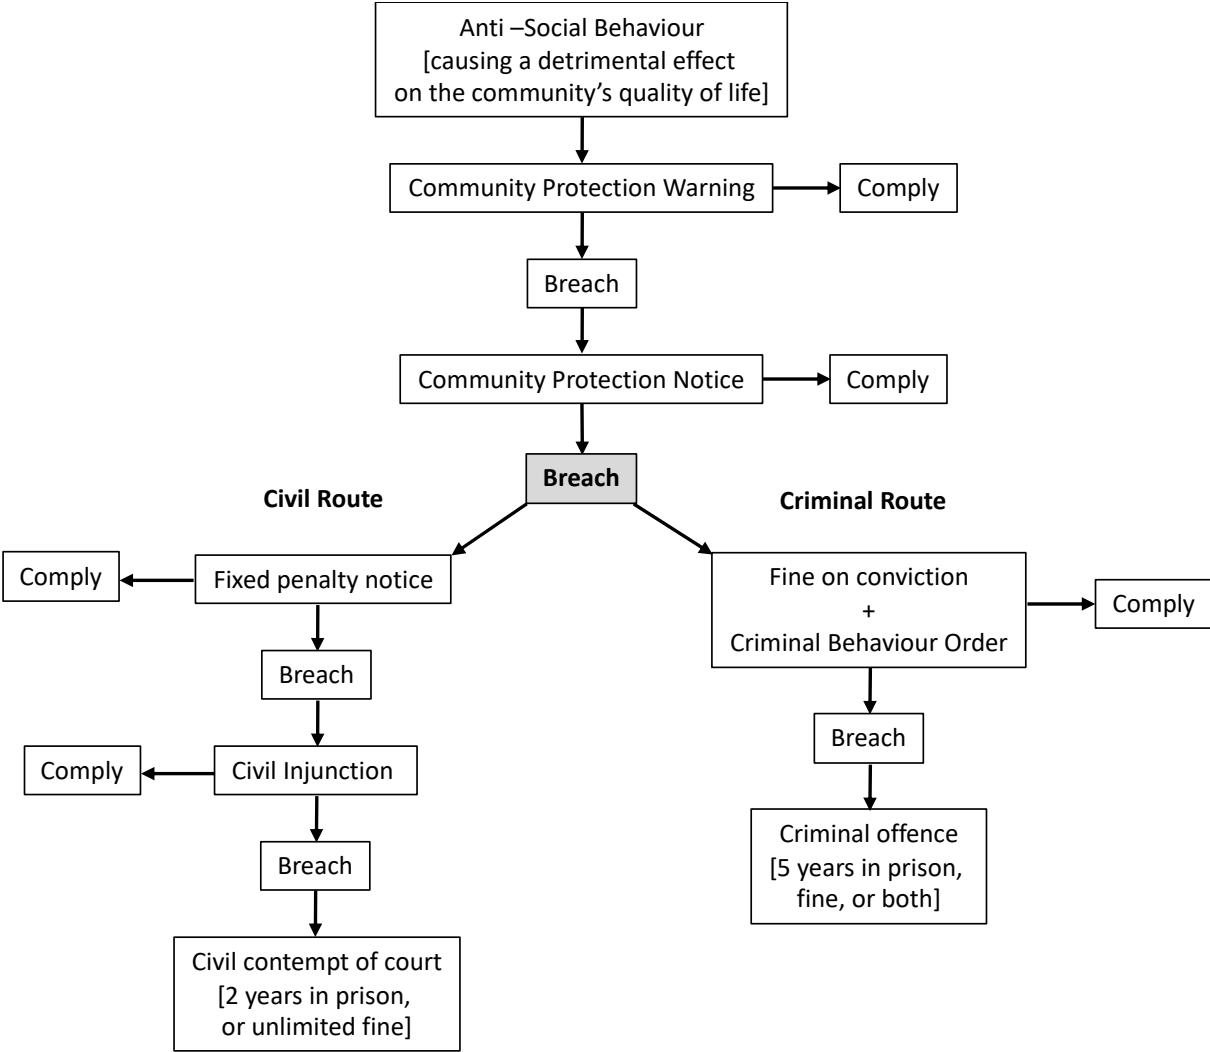 Anti –Social Behaviour
[causing a detrimental effect
on the community’s quality of life]
Community Protection Warning
Comply
Breach
Community Protection Notice
Comply
Breach
Civil Route
Criminal Route
Comply
Fixed penalty notice
Fine on conviction
+
Criminal Behaviour Order
Comply
Breach
Breach
Comply
Civil Injunction
Criminal offence
[5 years in prison,
fine, or both]
Breach
Civil contempt of court
[2 years in prison,
or unlimited fine]